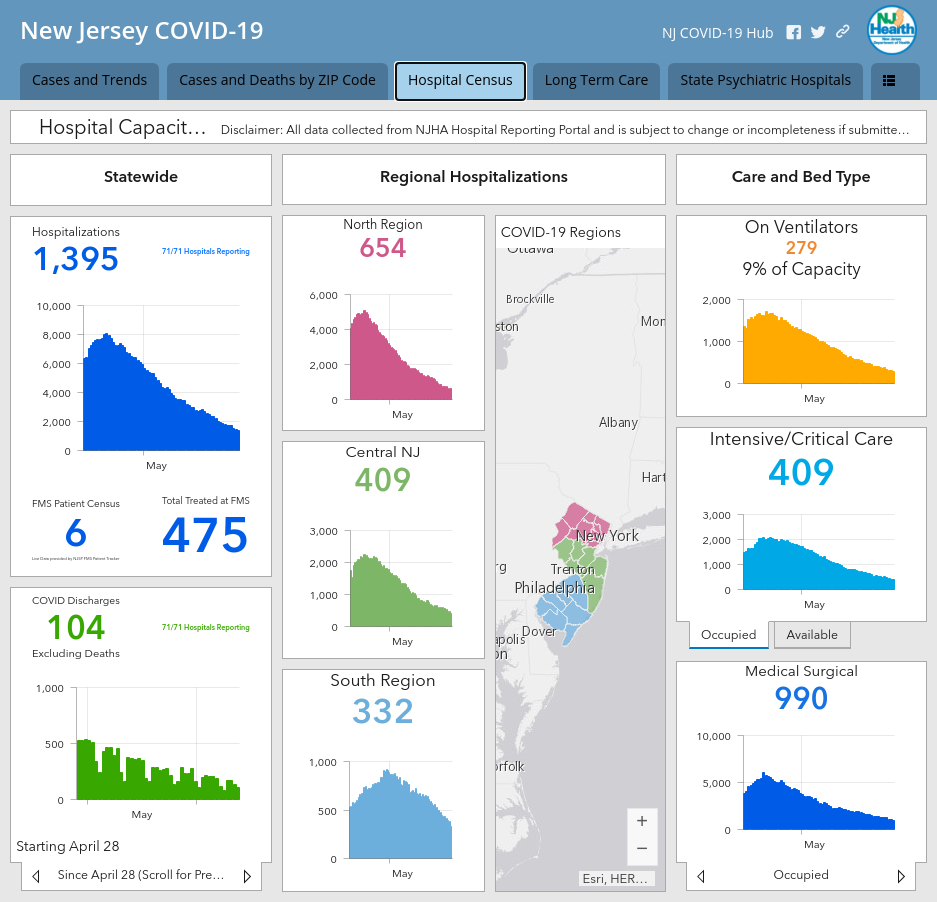 New Jersey COVID-19
NJ COVID-19 Hub
NJ
Health
New Jersey Department of Health
Cases and Trends
Cases and Deaths by ZIP Code
Hospital Census
Long Term Care
State Psychiatric Hospitals
Hospital Capacit…
Disclaimer: All data collected from NJHA Hospital Reporting Portal and is subject to change or incompleteness if submitte…
Statewide
Regional Hospitalizations
Care and Bed Type
Hospitalizations
1,395
71/71 Hospitals Reporting
10,000
8,000
6,000
4,000
2,000
0
May
FMS Patient Census
6
Live Data provided by NJSP FMS Patient Tracker
Total Treated at FMS
475
COVID Discharges
104
71/71 Hospitals Reporting
Excluding Deaths
1,000
500
0
May
Starting April 28
Since April 28 (Scroll for Pre…
North Region
654
6,000
4,000
2,000
0
May
Central NJ
409
3,000
2,000
1,000
0
May
South Region
332
1,000
500
0
May
COVID-19 Regions
Ottawa
Brockville
ston
Mon
Albany
Hart
New York
rg
Trenton
Philadelphia
Dover
apolis
on
orfolk
+
−
Esri, HER…
On Ventilators
279
9% of Capacity
2,000
1,000
0
May
Intensive/Critical Care
409
3,000
2,000
1,000
0
May
Occupied
Available
Medical Surgical
990
10,000
5,000
0
May
Occupied